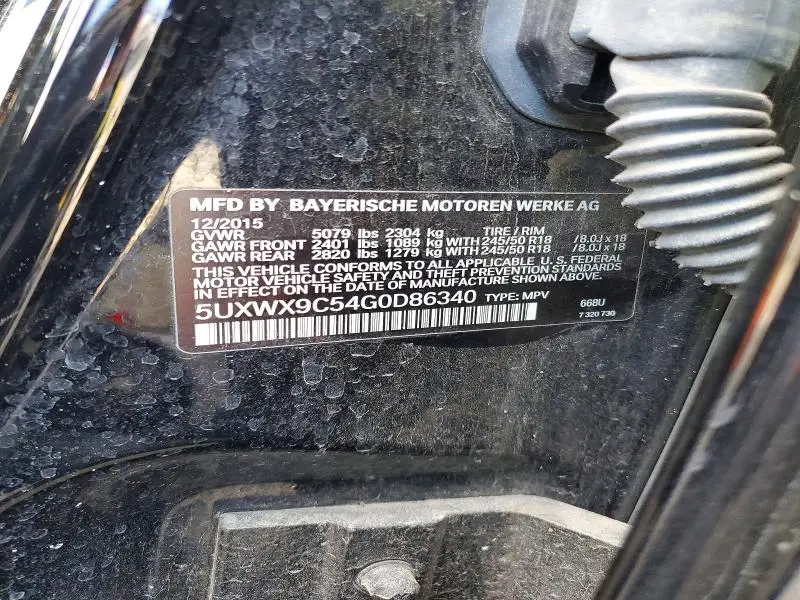 MFD BY BAYERISCHE MOTOREN WERKE AG
12/2015
GVWR 5079 lbs 2304 kg TIRE / RIM
GAWR FRONT 2401 lbs 1089 kg WITH 245/50 R18 /8.0J x 18
GAWR REAR 2820 lbs 1279 kg WITH 245/50 R18 /8.0J x 18
THIS VEHICLE CONFORMS TO ALL APPLICABLE, U. S. FEDERAL
MOTOR VEHICLE SAFETY AND THEFT PREVENTION STANDARDS
IN EFFECT ON THE DATE OF MANUFACTURE SHOWN ABOVE.
5UXWX9C54G0D86340 TYPE: MPV 668U
7 320 730